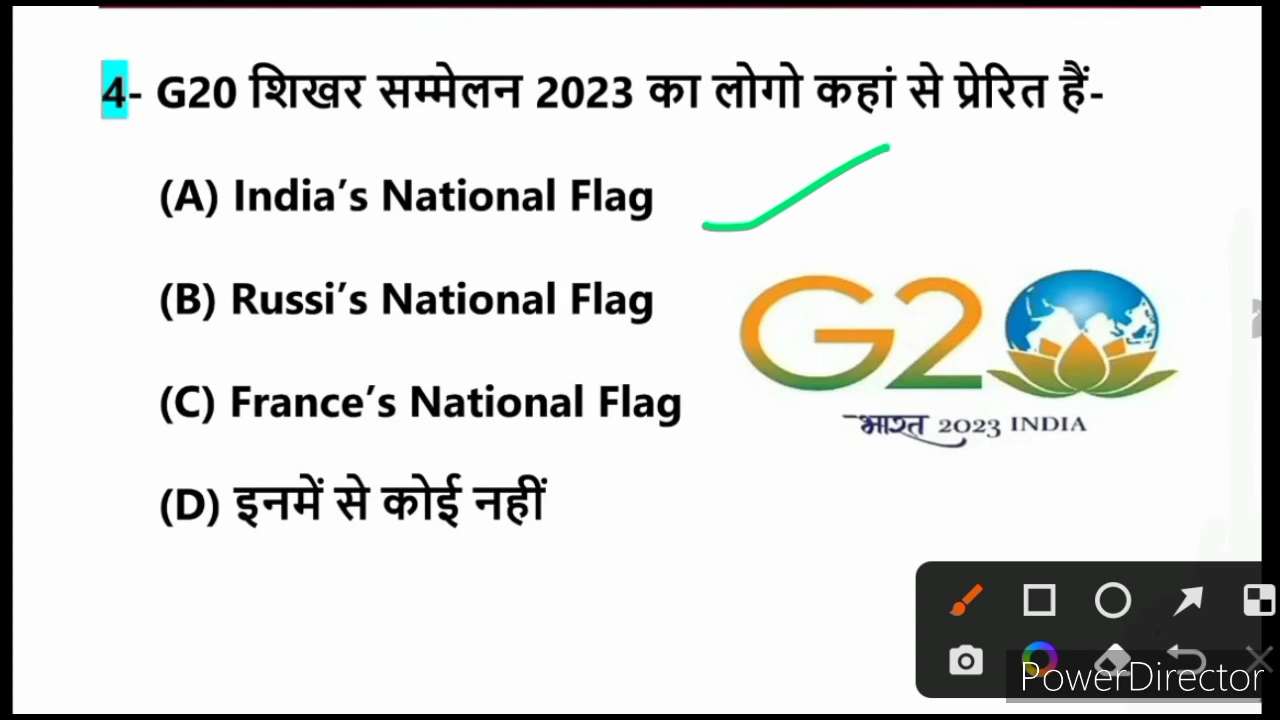 4- G20 शिखर सम्मेलन 2023 का लोगो कहां से प्रेरित हैं-
(A) India’s National Flag
(B) Russi’s National Flag
(C) France’s National Flag
(D) इनमें से कोई नहीं
G20
भारत 2023 INDIA
PowerDirector